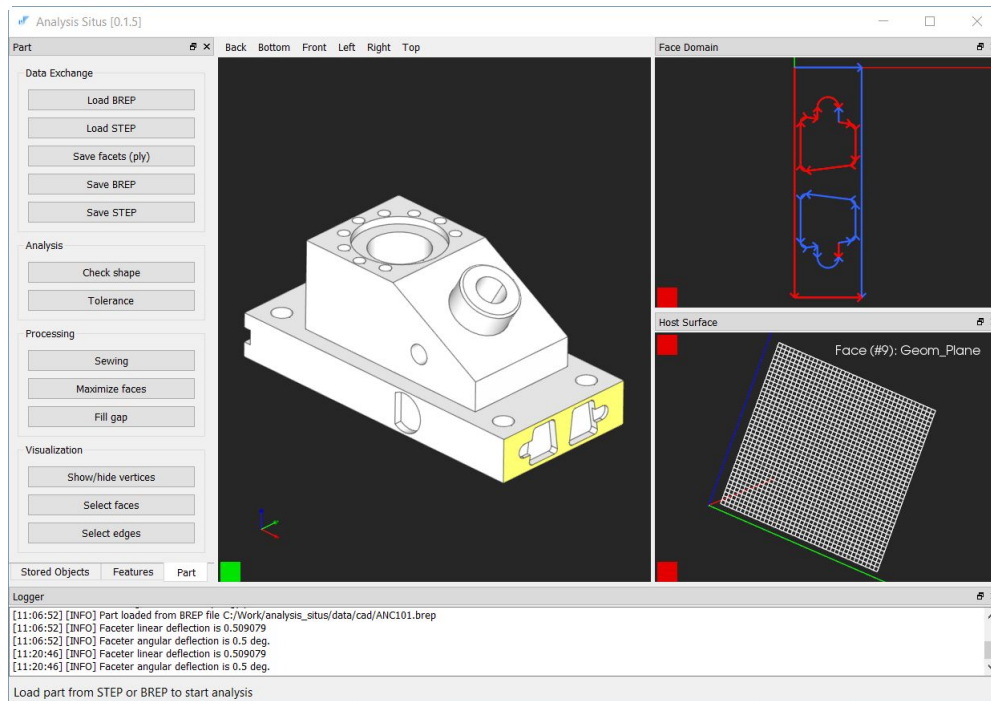 Analysis Situs [0.1.5]
Part
Back Bottom Front Left Right Top
Face Domain
Data Exchange
Load BREP
Load STEP
Save facets (ply)
Save BREP
Save STEP
Analysis
Check shape
Tolerance
Processing
Sewing
Maximize faces
Fill gap
Visualization
Show/hide vertices
Select faces
Select edges
Stored Objects Features Part
Host Surface
Face (#9): Geom_Plane
Logger
[11:06:52] [INFO] Part loaded from BREP file C:/Work/analysis_situs/data/cad/ANC101.brep
[11:06:52] [INFO] Faceter linear deflection is 0.509079
[11:06:52] [INFO] Faceter angular deflection is 0.5 deg.
[11:20:46] [INFO] Faceter linear deflection is 0.509079
[11:20:46] [INFO] Faceter angular deflection is 0.5 deg.
Load part from STEP or BREP to start analysis